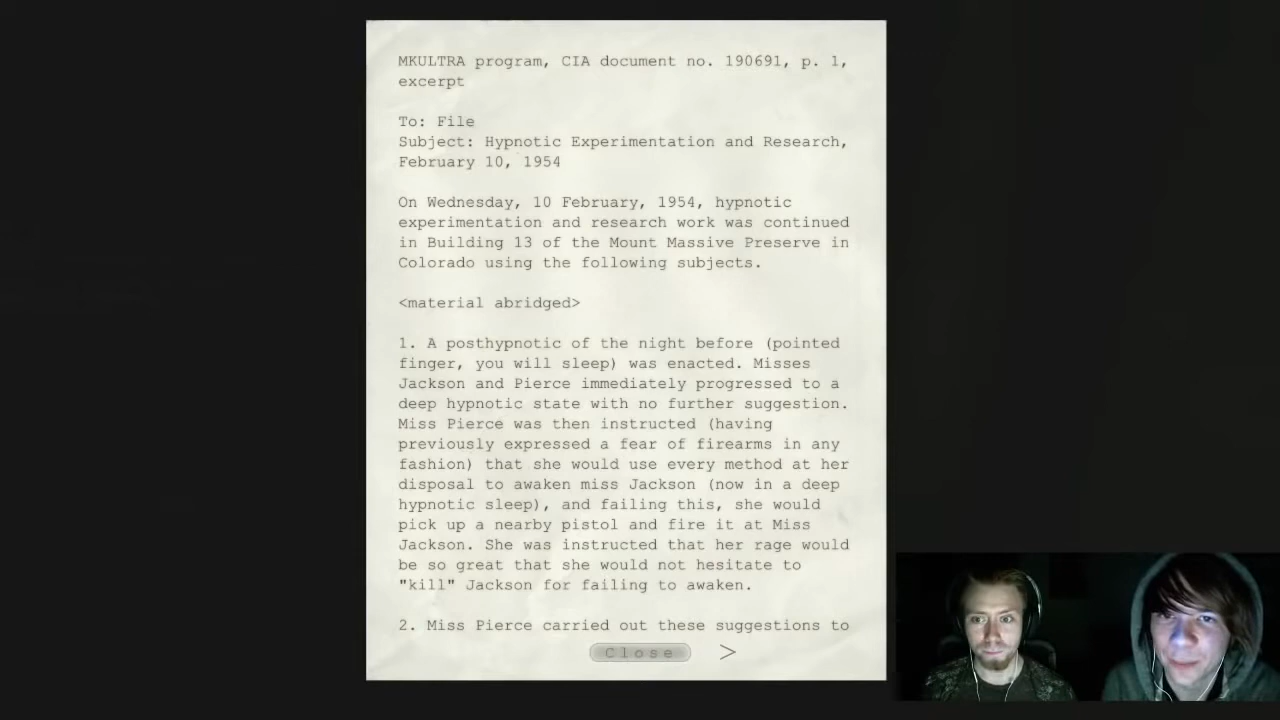 MKULTRA program, CIA document no. 190691, p. 1,
excerpt
To: File
Subject: Hypnotic Experimentation and Research,
February 10, 1954
On Wednesday, 10 February, 1954, hypnotic
experimentation and research work was continued
in Building 13 of the Mount Massive Preserve in
Colorado using the following subjects.
<material abridged>
1. A posthypnotic of the night before (pointed
finger, you will sleep) was enacted. Misses
Jackson and Pierce immediately progressed to a
deep hypnotic state with no further suggestion.
Miss Pierce was then instructed (having
previously expressed a fear of firearms in any
fashion) that she would use every method at her
disposal to awaken miss Jackson (now in a deep
hypnotic sleep), and failing this, she would
pick up a nearby pistol and fire it at Miss
Jackson. She was instructed that her rage would
be so great that she would not hesitate to
"kill" Jackson for failing to awaken.
2. Miss Pierce carried out these suggestions to
Close >